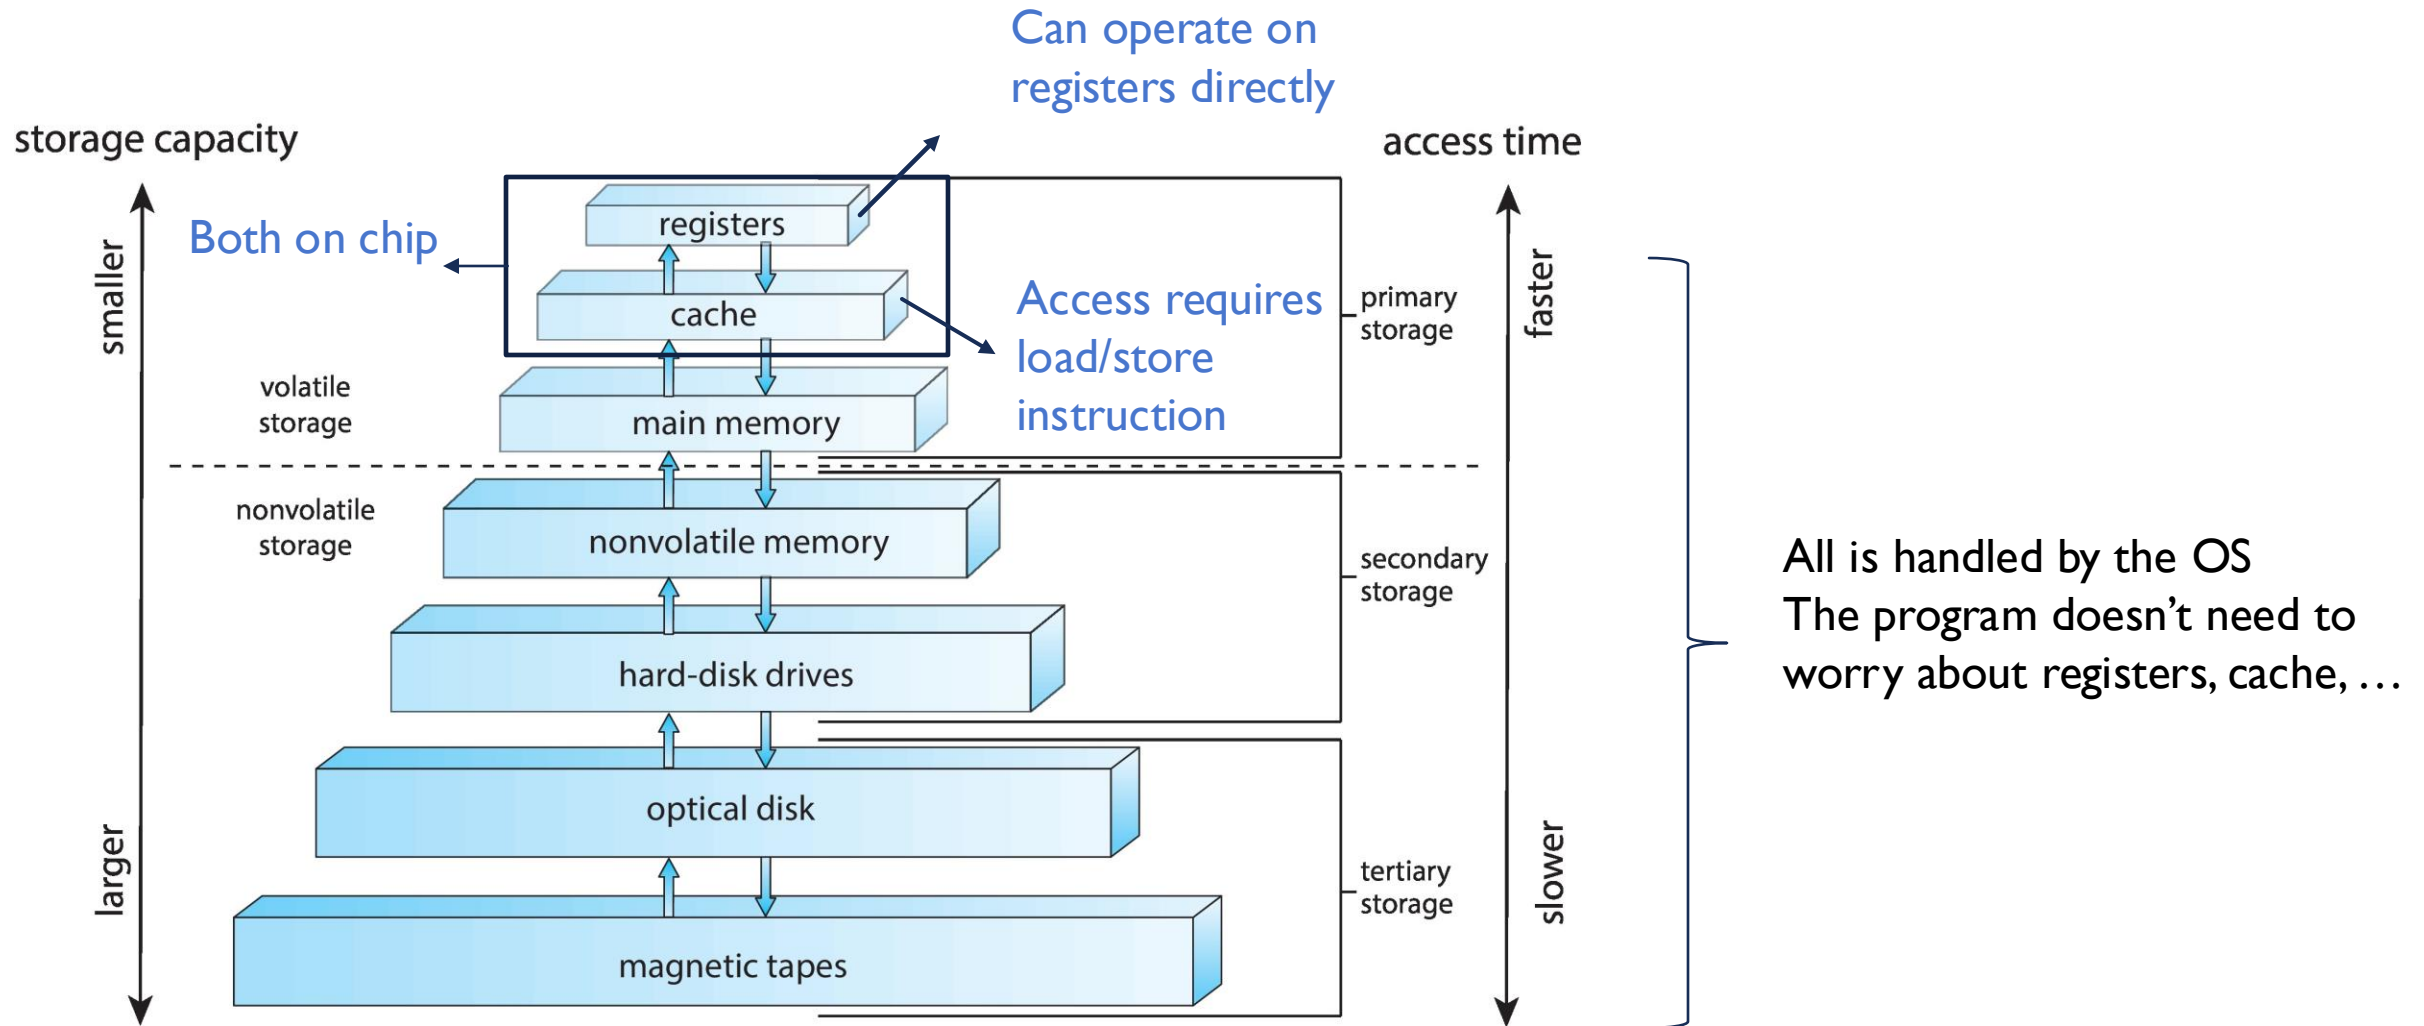 Can operate on
registers directly
storage capacity
access time
registers
Both on chip
smaller
faster
cache
Access requires
load/store
instruction
primary
storage
volatile
storage
main memory
nonvolatile
storage
nonvolatile memory
secondary
storage
All is handled by the OS
The program doesn’t need to
worry about registers, cache, …
hard-disk drives
optical disk
larger
slower
tertiary
storage
magnetic tapes